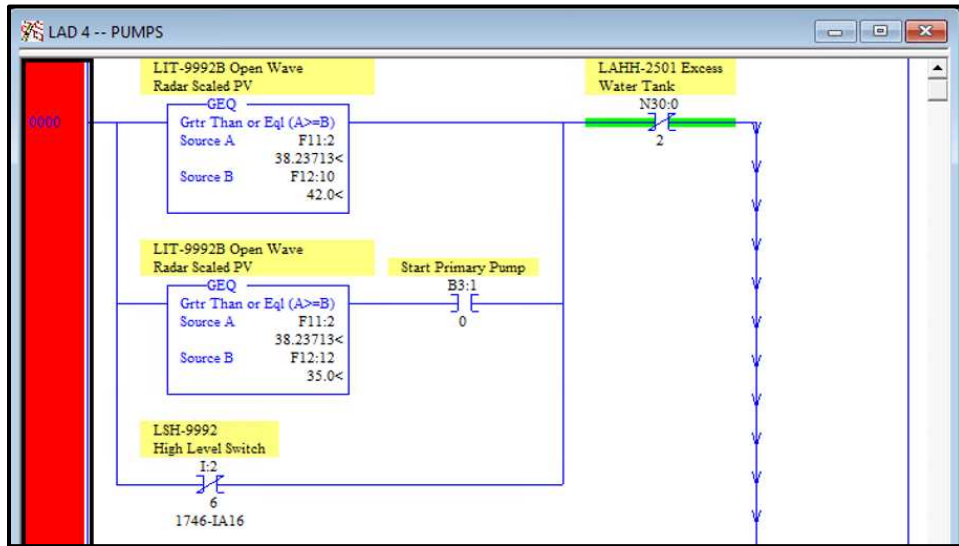 LAD 4 -- PUMPS
0000
LIT-9992B Open Wave
Radar Scaled PV
GEQ
Grtr Than or Eql (A>=B)
Source A F11:2
38.23713<
Source B F12:10
42.0<
LAHH-2501 Excess
Water Tank
N30:0
2
LIT-9992B Open Wave
Radar Scaled PV
GEQ
Grtr Than or Eql (A>=B)
Source A F11:2
38.23713<
Source B F12:12
35.0<
Start Primary Pump
B3:1
0
LSH-9992
High Level Switch
I:2
6
1746-IA16